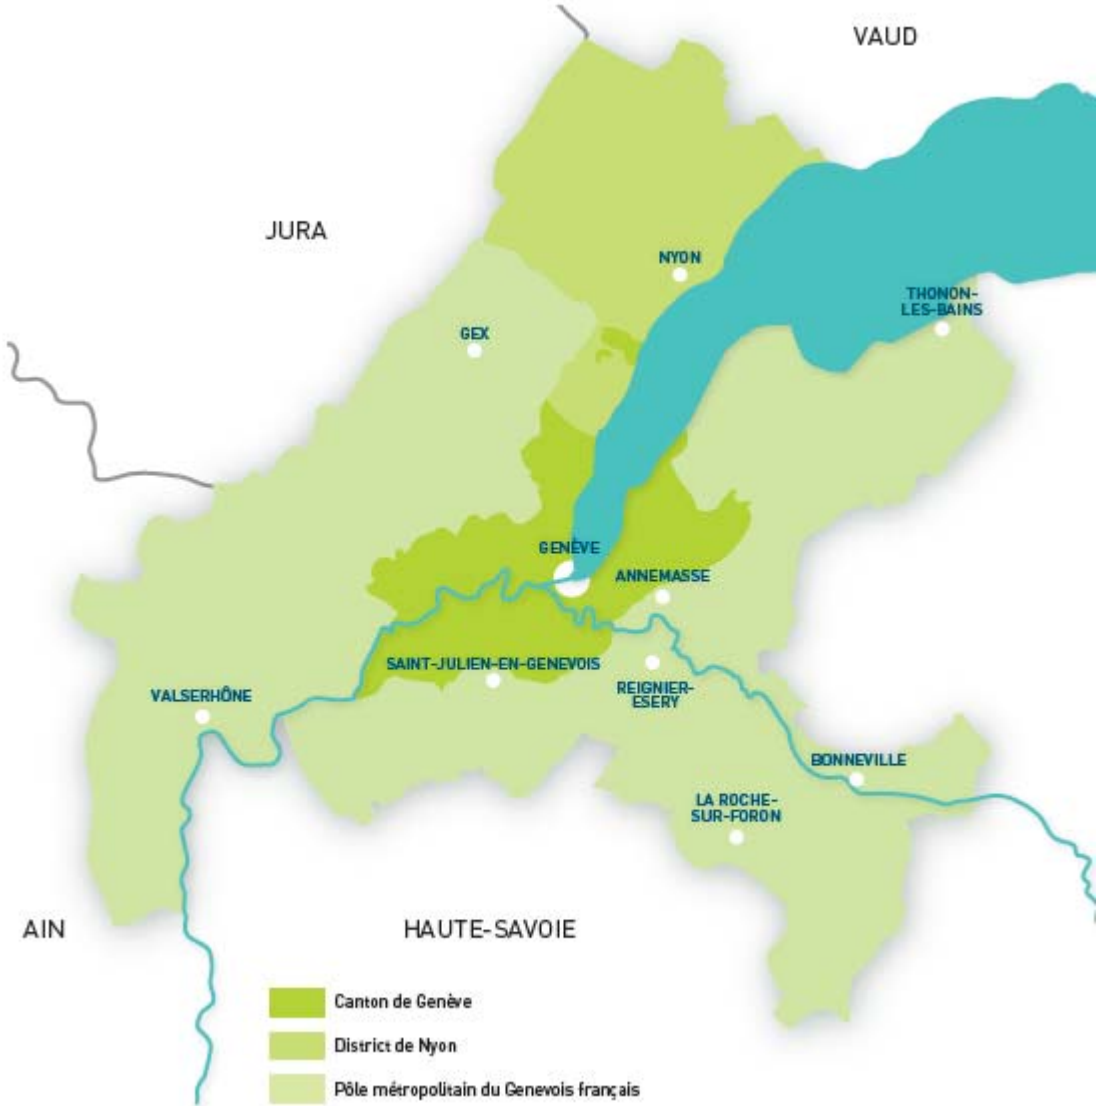 VAUD
JURA
NYON
THONON-
LES-BAINS
GEX
GENÈVE
ANNEMASSE
SAINT-JULIEN-EN-GENEVOIS
VALSERHÔNE
REIGNIER-
ESERY
BONNEVILLE
LA ROCHE-
SUR-FORON
AIN
HAUTE-SAVOIE
Canton de Genève
District de Nyon
Pôle métropolitain du Genevois français